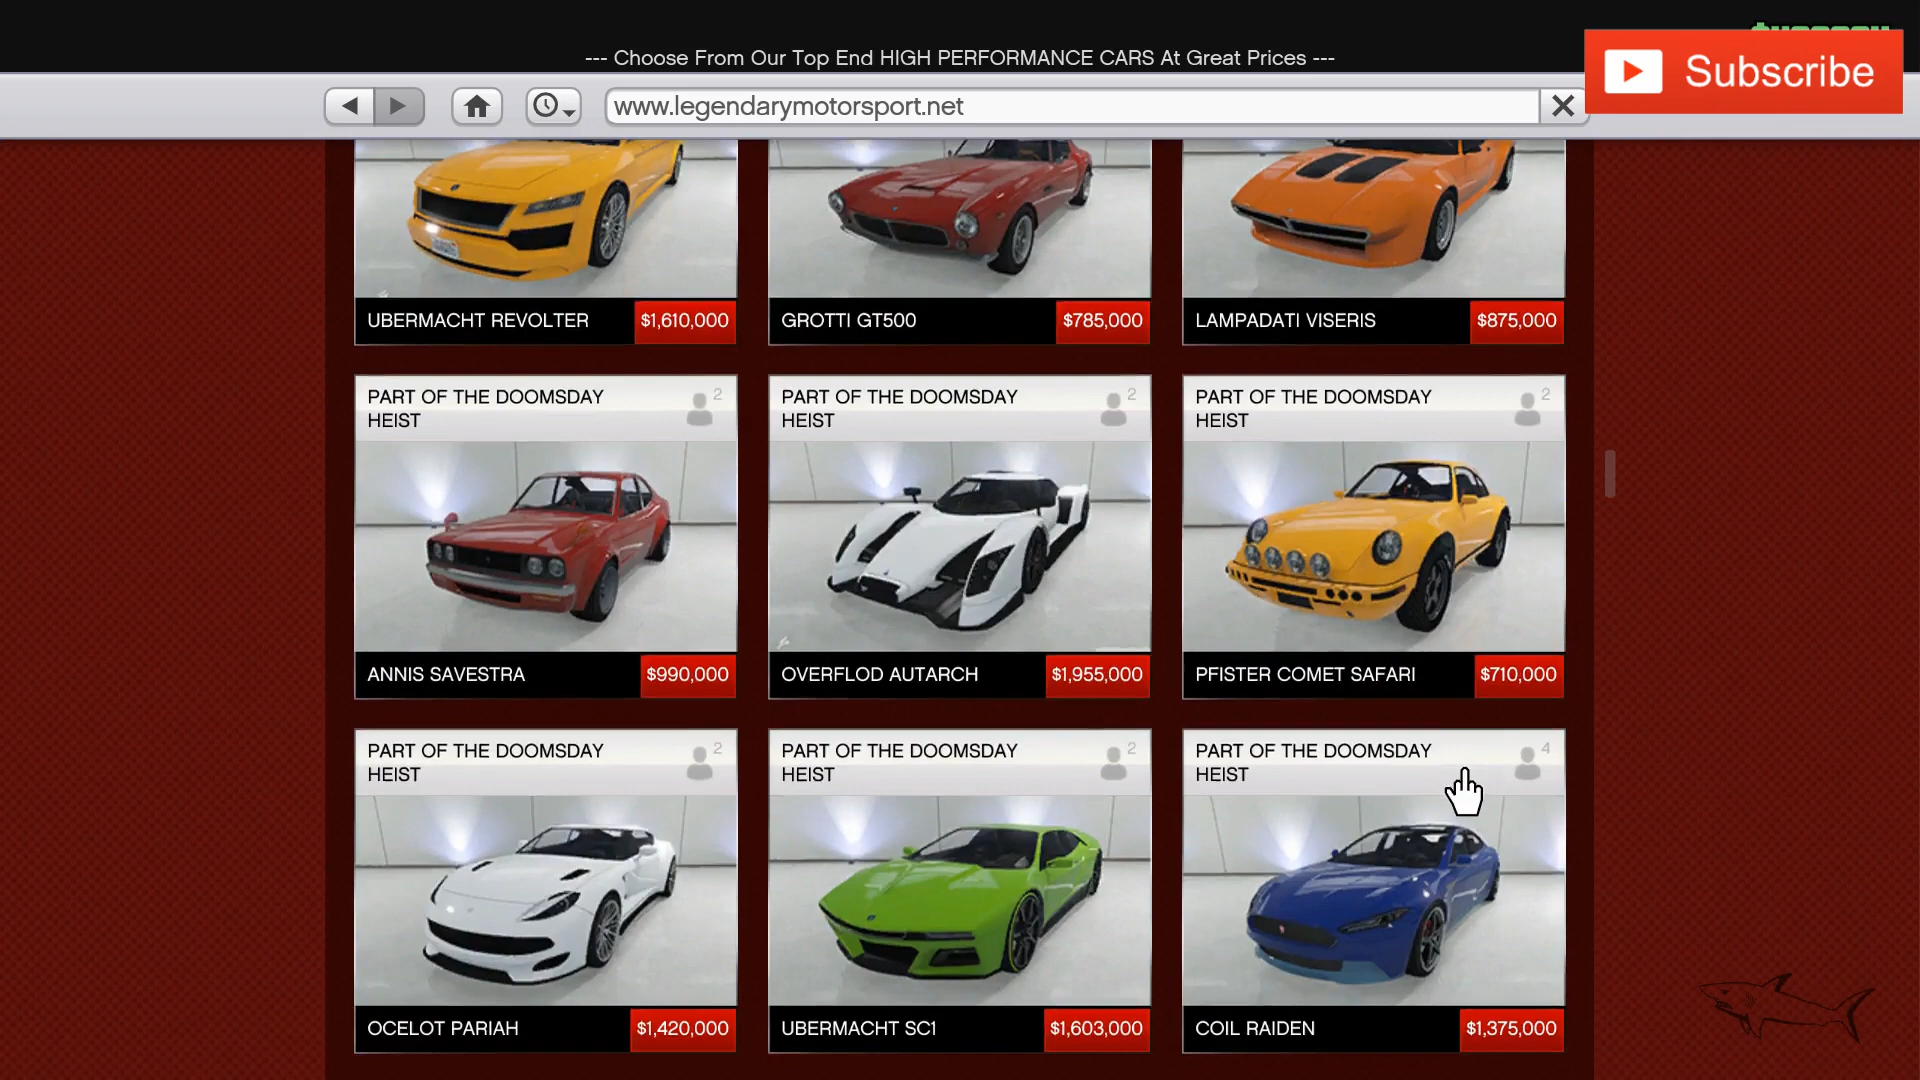 --- Choose From Our Top End HIGH PERFORMANCE CARS At Great Prices ---
Subscribe
www.legendarymotorsport.net
UBERMACHT REVOLTER $1,610,000
GROTTI GT500 $785,000
LAMPADATI VISERIS $875,000
PART OF THE DOOMSDAY
HEIST
2
PART OF THE DOOMSDAY
HEIST
2
PART OF THE DOOMSDAY
HEIST
2
ANNIS SAVESTRA $990,000
OVERFLOD AUTARCH $1,955,000
PFISTER COMET SAFARI $710,000
PART OF THE DOOMSDAY
HEIST
2
PART OF THE DOOMSDAY
HEIST
2
PART OF THE DOOMSDAY
HEIST
4
OCELOT PARIAH $1,420,000
UBERMACHT SC1 $1,603,000
COIL RAIDEN $1,375,000